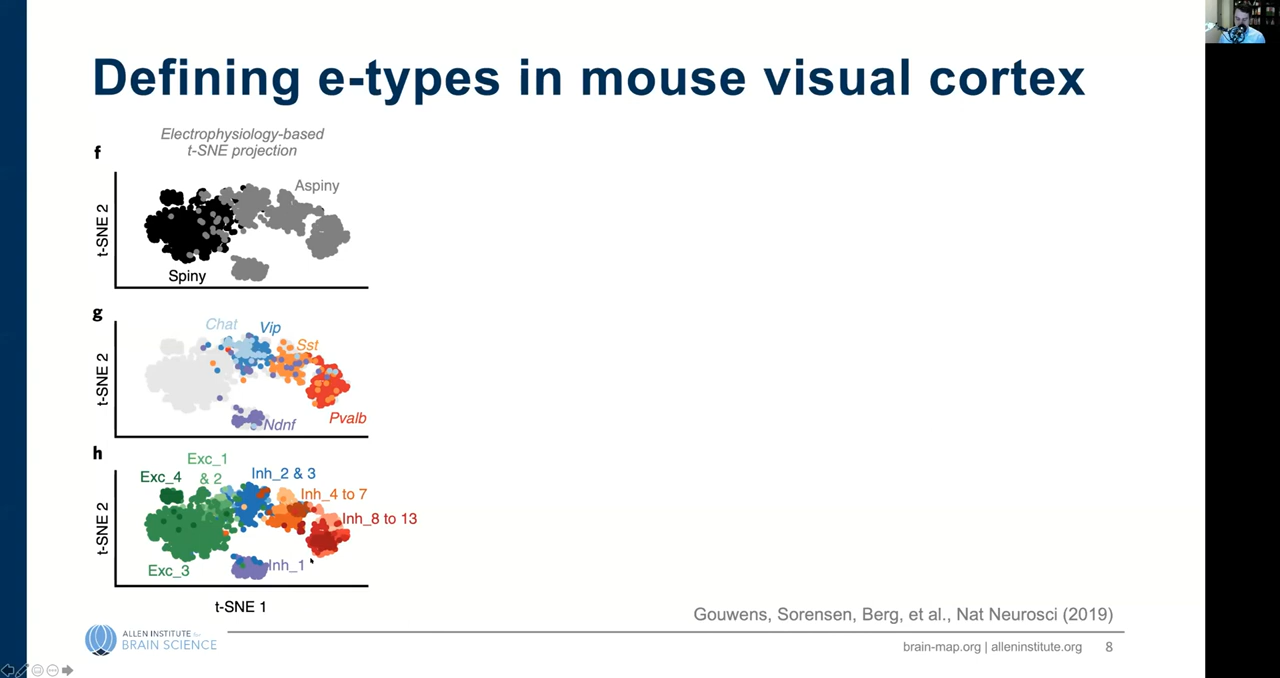 Defining e-types in mouse visual cortex
Electrophysiology-based
t-SNE projection
f
Aspiny
t-SNE 2
Spiny
g
Chat
Vip
Sst
t-SNE 2
Ndnf
Pvalb
h
Exc_1
& 2
Exc_4
Inh_2 & 3
Inh_4 to 7
Inh_8 to 13
t-SNE 2
Exc_3
Inh_1
t-SNE 1
Gouwens, Sorensen, Berg, et al., Nat Neurosci (2019)
ALLEN INSTITUTE for
BRAIN SCIENCE
brain-map.org | alleninstitute.org
8